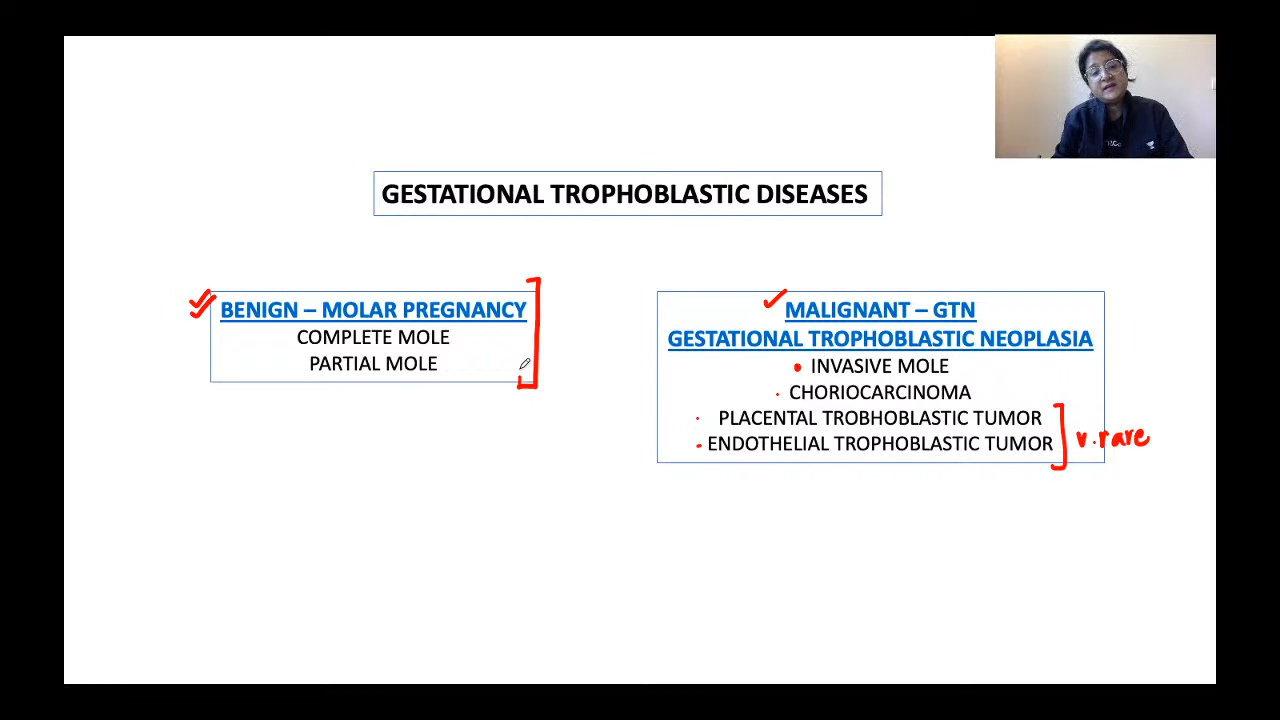 GESTATIONAL TROPHOBLASTIC DISEASES
BENIGN – MOLAR PREGNANCY
COMPLETE MOLE
PARTIAL MOLE
MALIGNANT – GTN
GESTATIONAL TROPHOBLASTIC NEOPLASIA
INVASIVE MOLE
CHORIOCARCINOMA
PLACENTAL TROBHOBLASTIC TUMOR
ENDOTHELIAL TROPHOBLASTIC TUMOR
v. rare